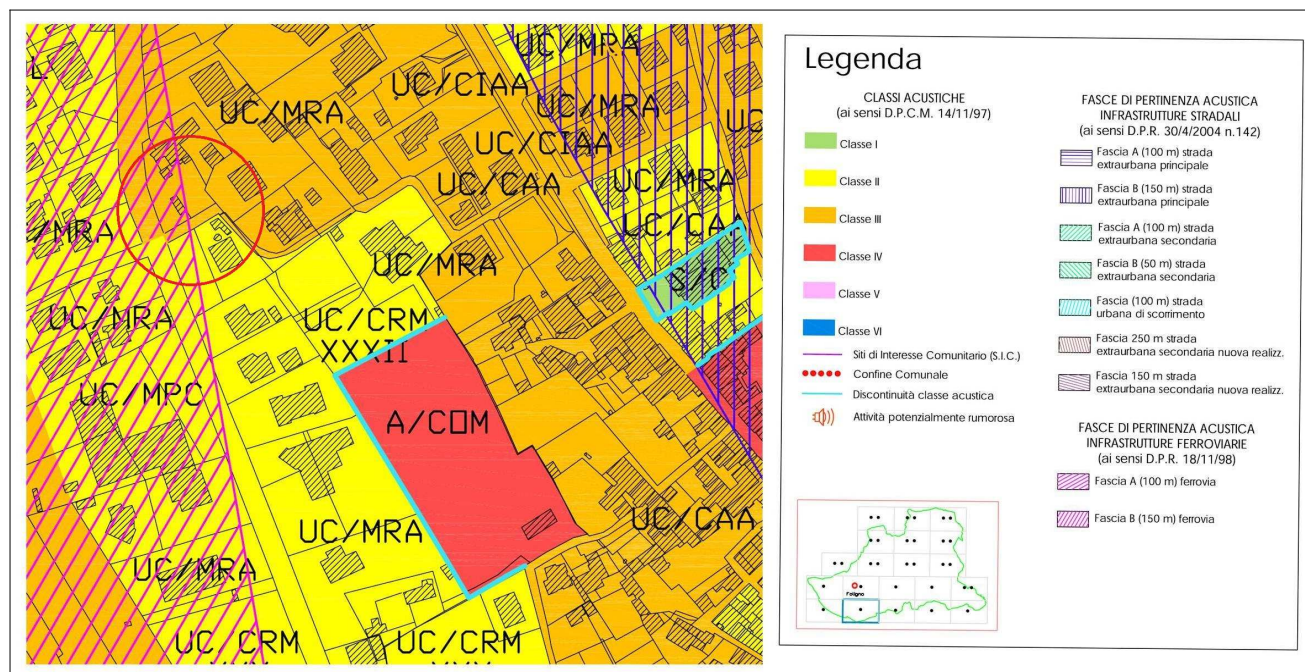 UC/MRA
UC/CIAA
UC/MRA
UC/MRA
UC/CIAA
UC/CAA
UC/MRA
UC/CAA
S/C
UC/MRA
UC/MRA
UC/CRM
XXXII
UC/MPC
A/COM
UC/MRA
UC/CAA
UC/MRA
UC/CRM
UC/CRM
Legenda
CLASSI ACUSTICHE
(ai sensi D.P.C.M. 14/11/97)
Classe I
Classe II
Classe III
Classe IV
Classe V
Classe VI
Siti di Interesse Comunitario (S.I.C.)
Confine Comunale
Discontinuità classe acustica
Attività potenzialmente rumorosa
FASCE DI PERTINENZA ACUSTICA
INFRASTRUTTURE STRADALI
(ai sensi D.P.R. 30/4/2004 n.142)
Fascia A (100 m) strada
extraurbana principale
Fascia B (150 m) strada
extraurbana principale
Fascia A (100 m) strada
extraurbana secondaria
Fascia B (50 m) strada
extraurbana secondaria
Fascia (100 m) strada
urbana di scorrimento
Fascia 250 m strada
extraurbana secondaria nuova realizz.
Fascia 150 m strada
extraurbana secondaria nuova realizz.
FASCE DI PERTINENZA ACUSTICA
INFRASTRUTTURE FERROVIARIE
(ai sensi D.P.R. 18/11/98)
Fascia A (100 m) ferrovia
Fascia B (150 m) ferrovia
Foligno